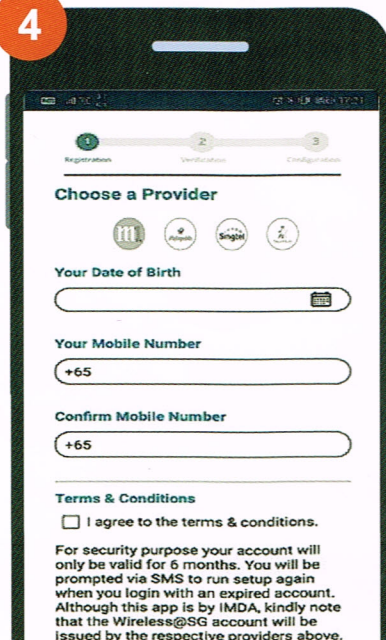 4
1 2 3
Registration Verification Configuration
Choose a Provider
m Singtel
Your Date of Birth
Your Mobile Number
+65
Confirm Mobile Number
+65
Terms & Conditions
I agree to the terms & conditions.
For security purpose your account will
only be valid for 6 months. You will be
prompted via SMS to run setup again
when you login with an expired account.
Although this app is by IMDA, kindly note
that the Wireless@SG account will be
issued by the respective providers above.